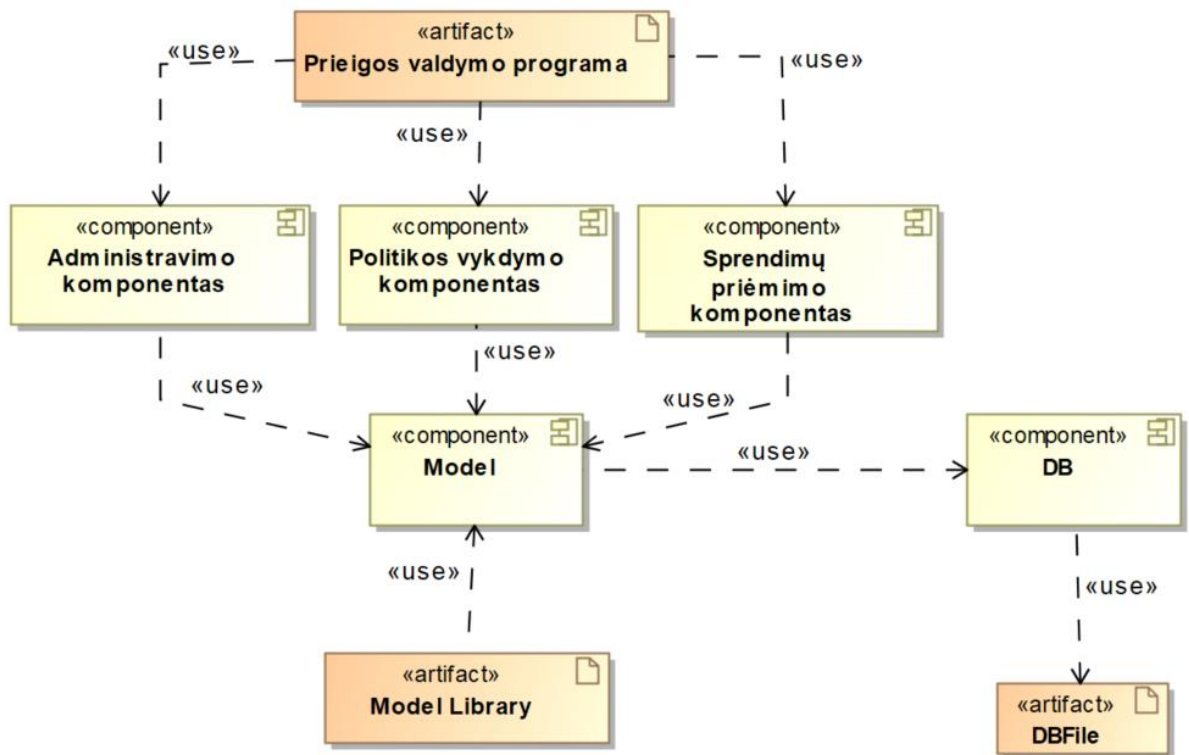 «artifact»
Prieigos valdymo programa
«use»
«use»
«use»
«component»
Administravimo
komponentas
«component»
Politikos vykdymo
komponentas
«component»
Sprendimų
priėmimo
komponentas
«use»
«use»
«use»
«component»
Model
«use»
«component»
DB
«use»
«use»
«artifact»
Model Library
«artifact»
DBFile